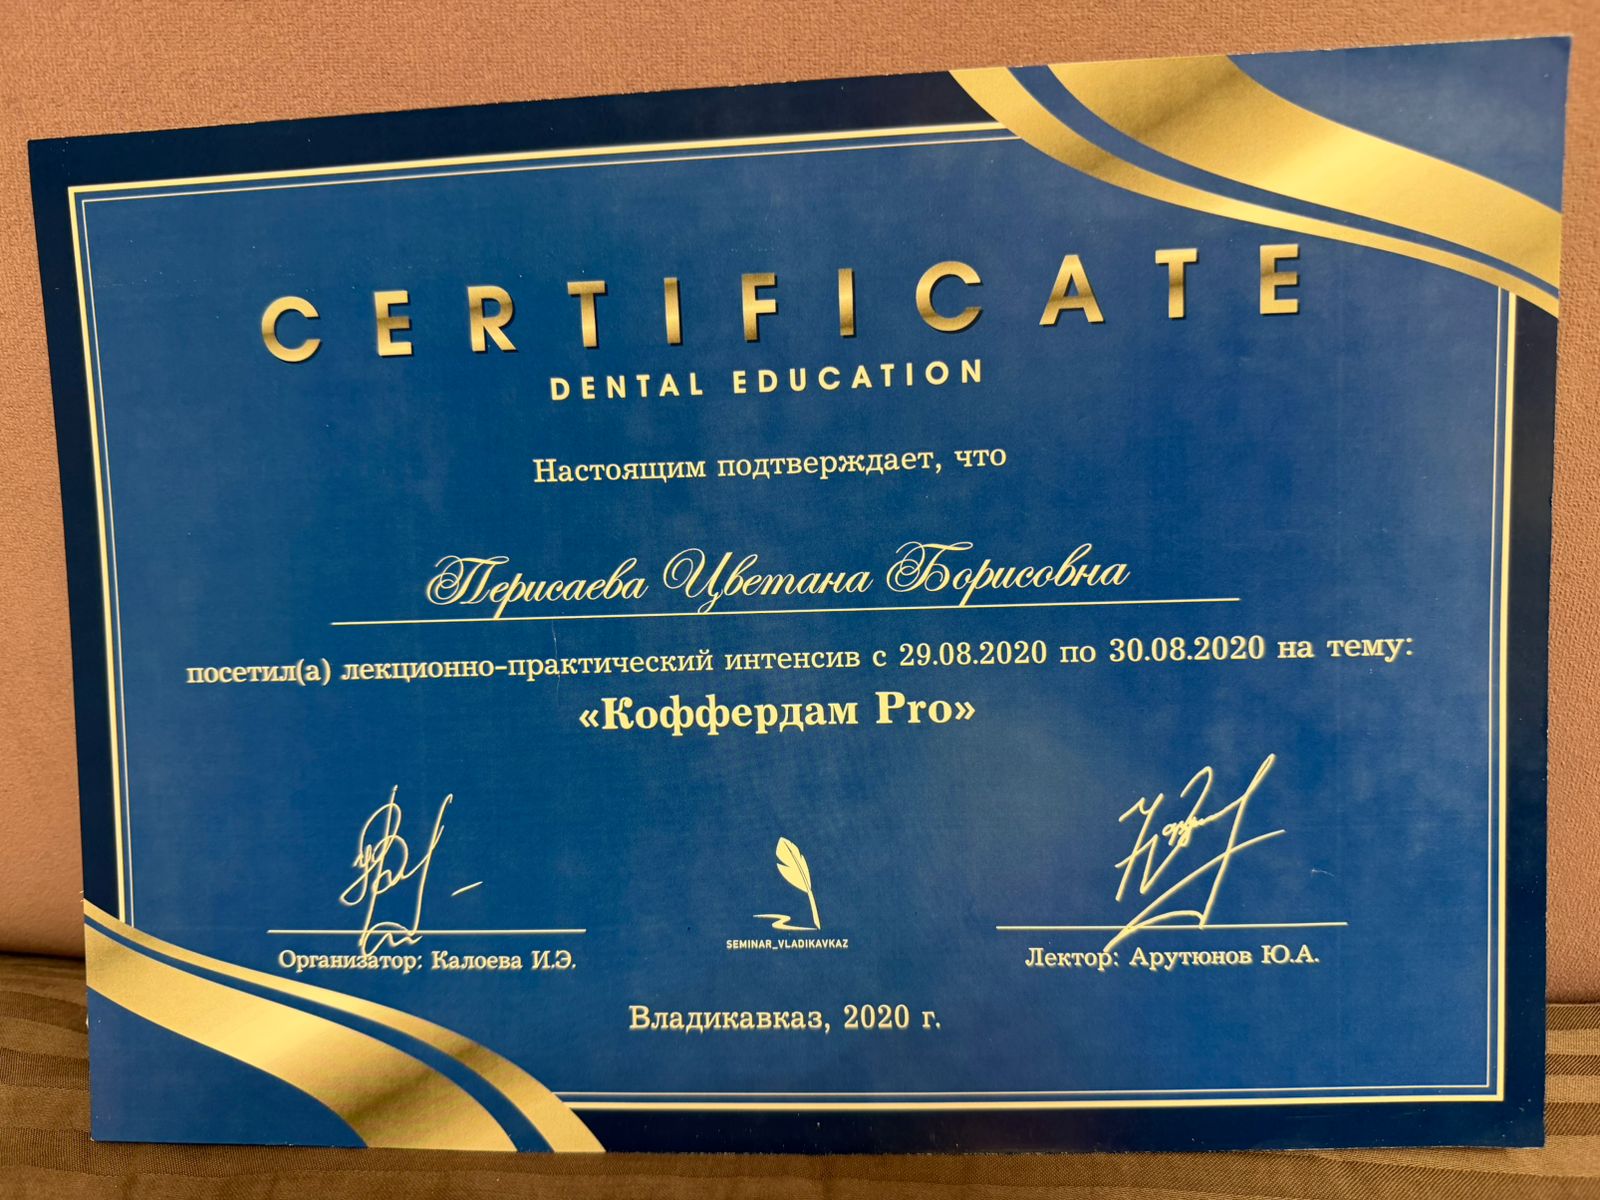 CERTIFICATE
DENTAL EDUCATION
Настоящим подтверждает, что
Перисаева Цветана Борисовна
посетил(а) лекционно-практический интенсив с 29.08.2020 по 30.08.2020 на тему:
«Коффердам Pro»
SEMINAR_VLADIKAVKAZ
Организатор: Калоева И.Э.
Лектор: Арутюнов Ю.А.
Владикавказ, 2020 г.